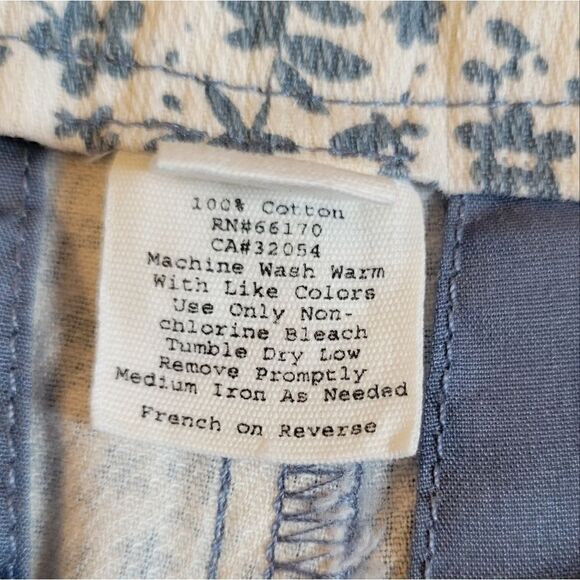 100% Cotton
RN#66170
CA#32054
Machine Wash Warm
With Like Colors
Use Only Non-
chlorine Bleach
Tumble Dry Low
Remove Promptly
Medium Iron As Needed
French on Reverse